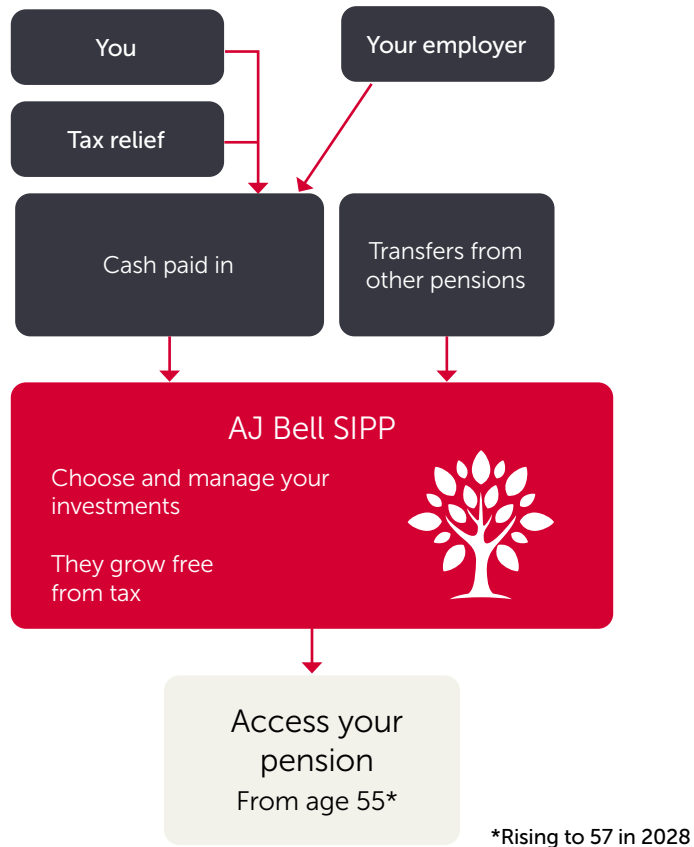 You
Your employer
Tax relief
Cash paid in
Transfers from
other pensions
AJ Bell SIPP
Choose and manage your
investments
They grow free
from tax
Access your
pension
From age 55*
*Rising to 57 in 2028